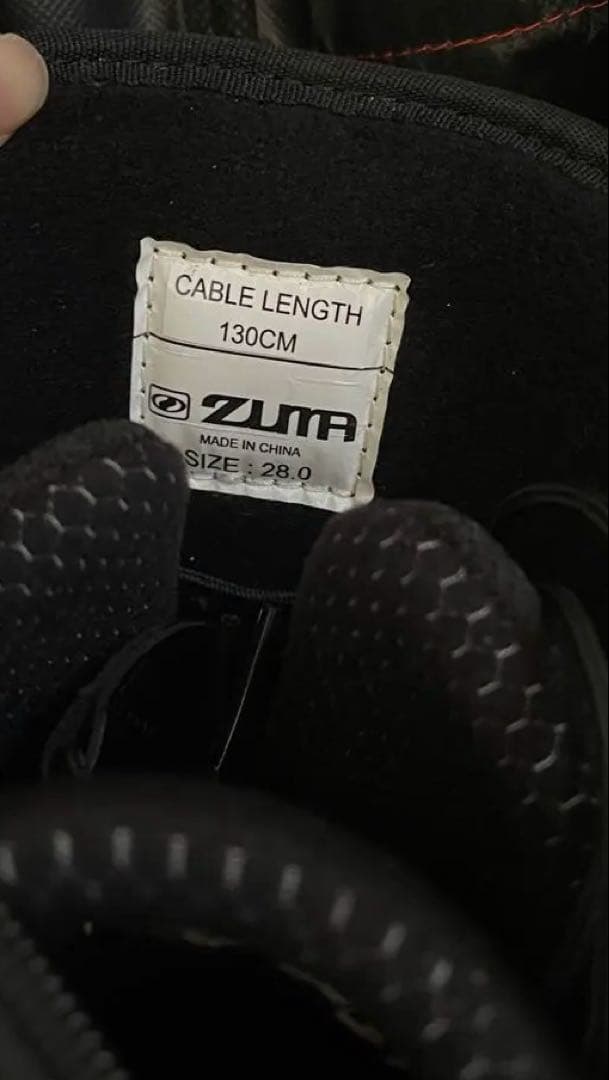 CABLE LENGTH
130CM
ZUMA
MADE IN CHINA
SIZE : 28.0